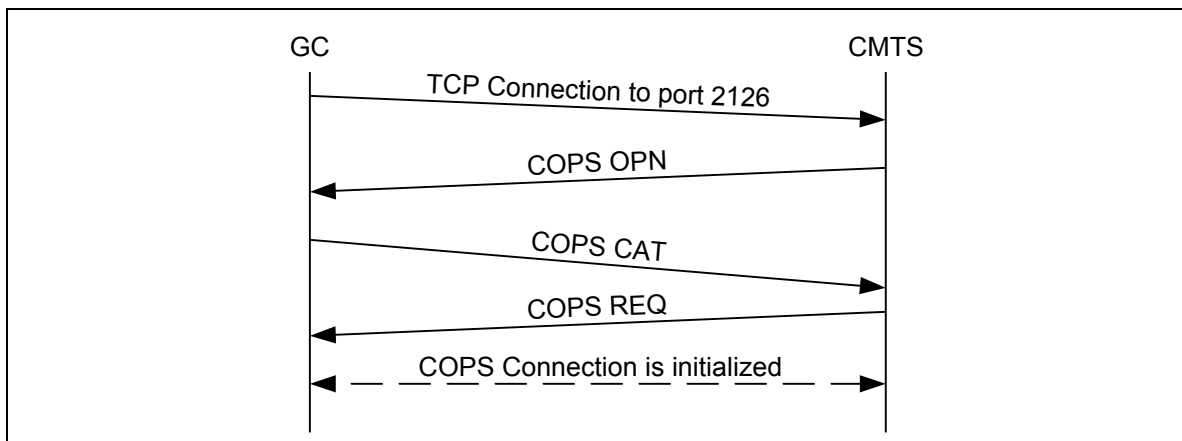 GC
CMTS
TCP Connection to port 2126
COPS OPN
COPS CAT
COPS REQ
COPS Connection is initialized